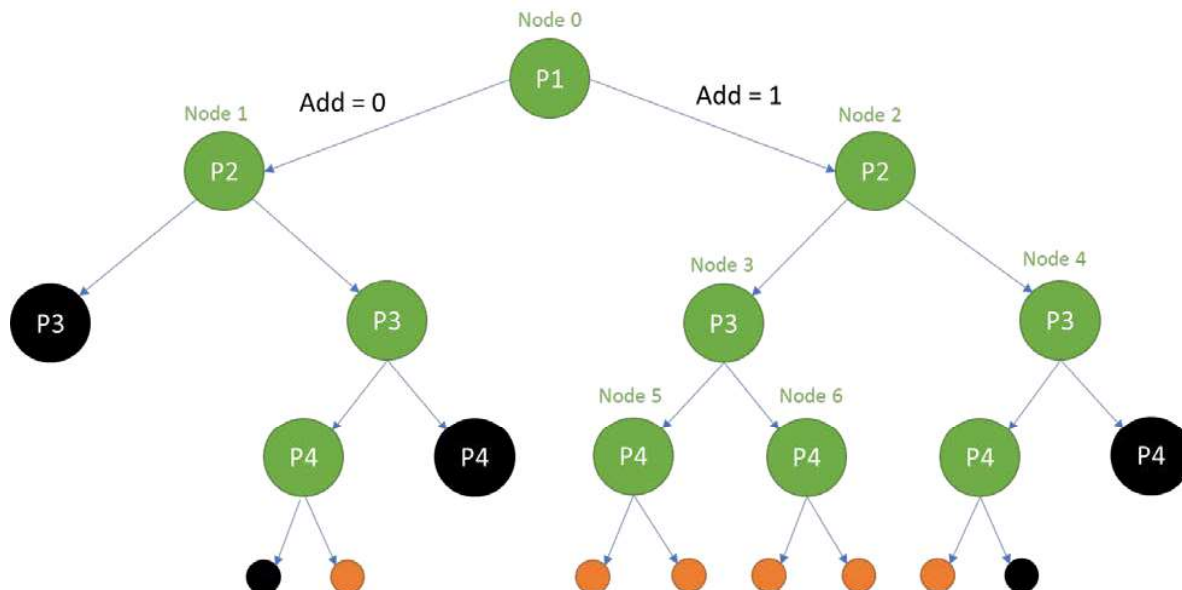 Node 0
P1
Add = 0
Add = 1
Node 1
Node 2
P2
P2
Node 3
Node 4
P3
P3
P3
P3
Node 5
Node 6
P4
P4
P4
P4
P4
P4